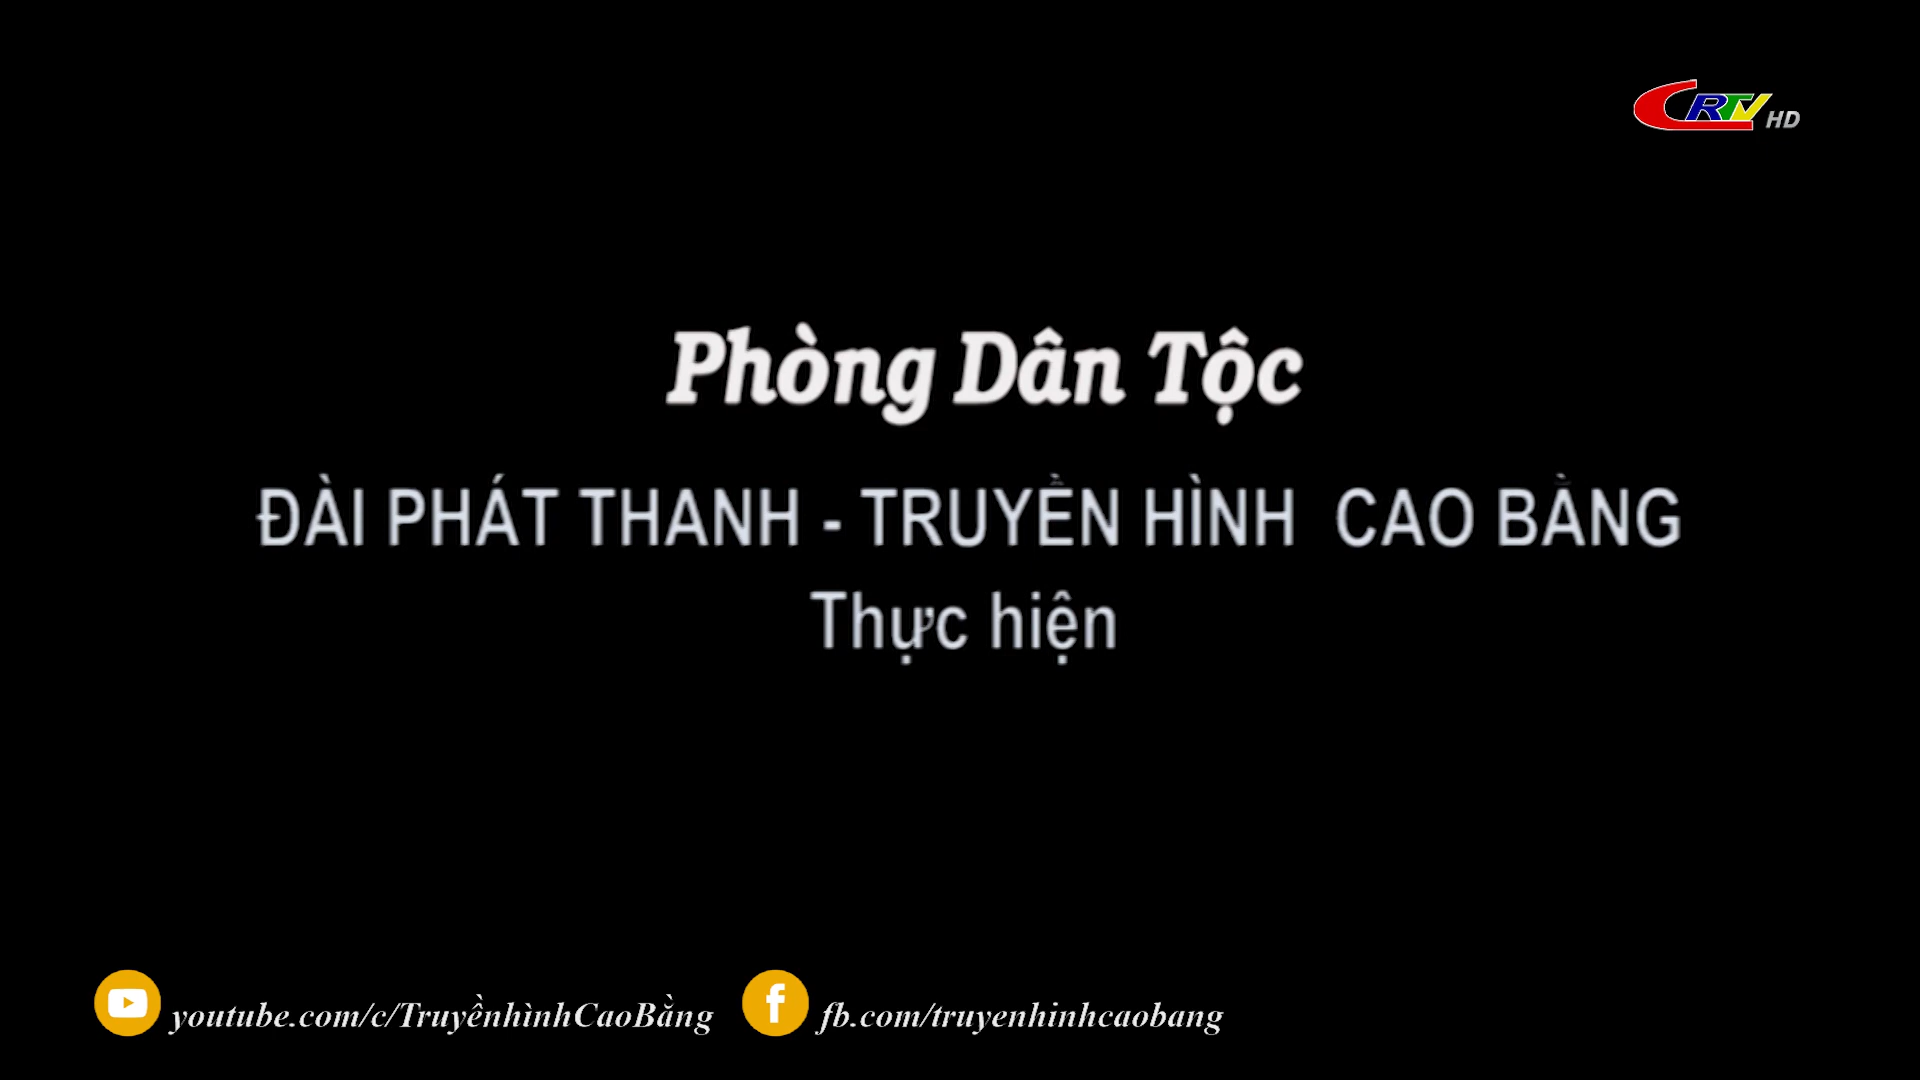 CRTV HD
Phòng Dân Tộc
ĐÀI PHÁT THANH - TRUYỀN HÌNH CAO BẰNG
Thực hiện
youtube.com/c/TruyềnhìnhCaoBằng fb.com/truyenhinhcaobang